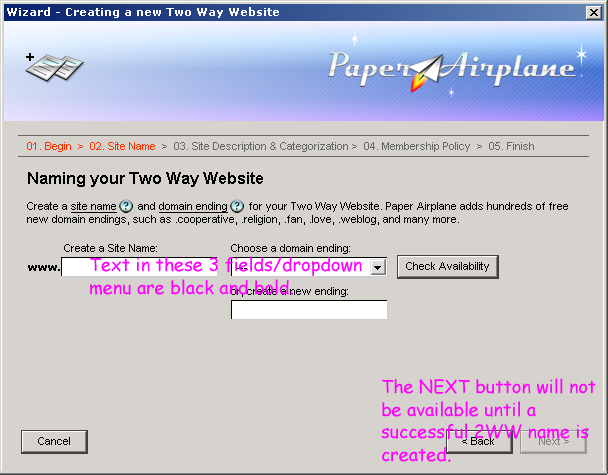 Wizard - Creating a new Two Way Website
Paper Airplane
01. Begin > 02. Site Name > 03. Site Description & Categorization > 04. Membership Policy > 05. Finish
Naming your Two Way Website
Create a site name ? and domain ending ? for your Two Way Website. Paper Airplane adds hundreds of free
new domain endings, such as .cooperative, .religion, .fan, .love, .weblog, and many more.
Create a Site Name: Choose a domain ending:
www. --- Check Availability
Text in these 3 fields/dropdown
menu are black and bold.
or, create a new ending:
The NEXT button will not
be available until a
successful 2WW name is
created.
Cancel < Back Next >